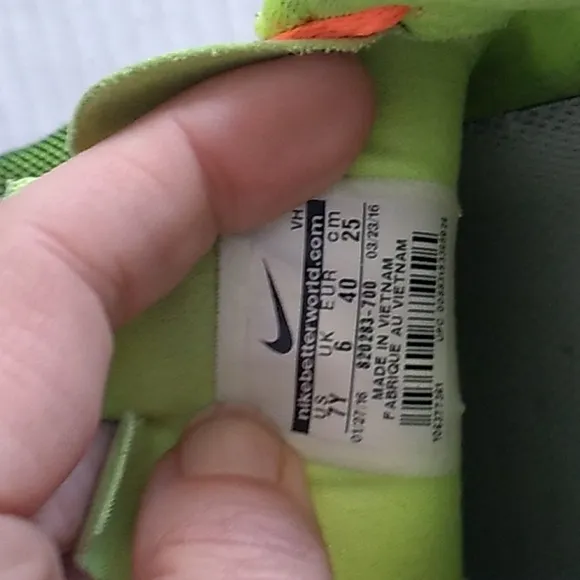 VH
nikebetterworld.com
US UK EUR cm
7Y 6 40 25
01/27/16 820283-700 03/23/16
MADE IN VIETNAM
FABRIQUE AU VIETNAM